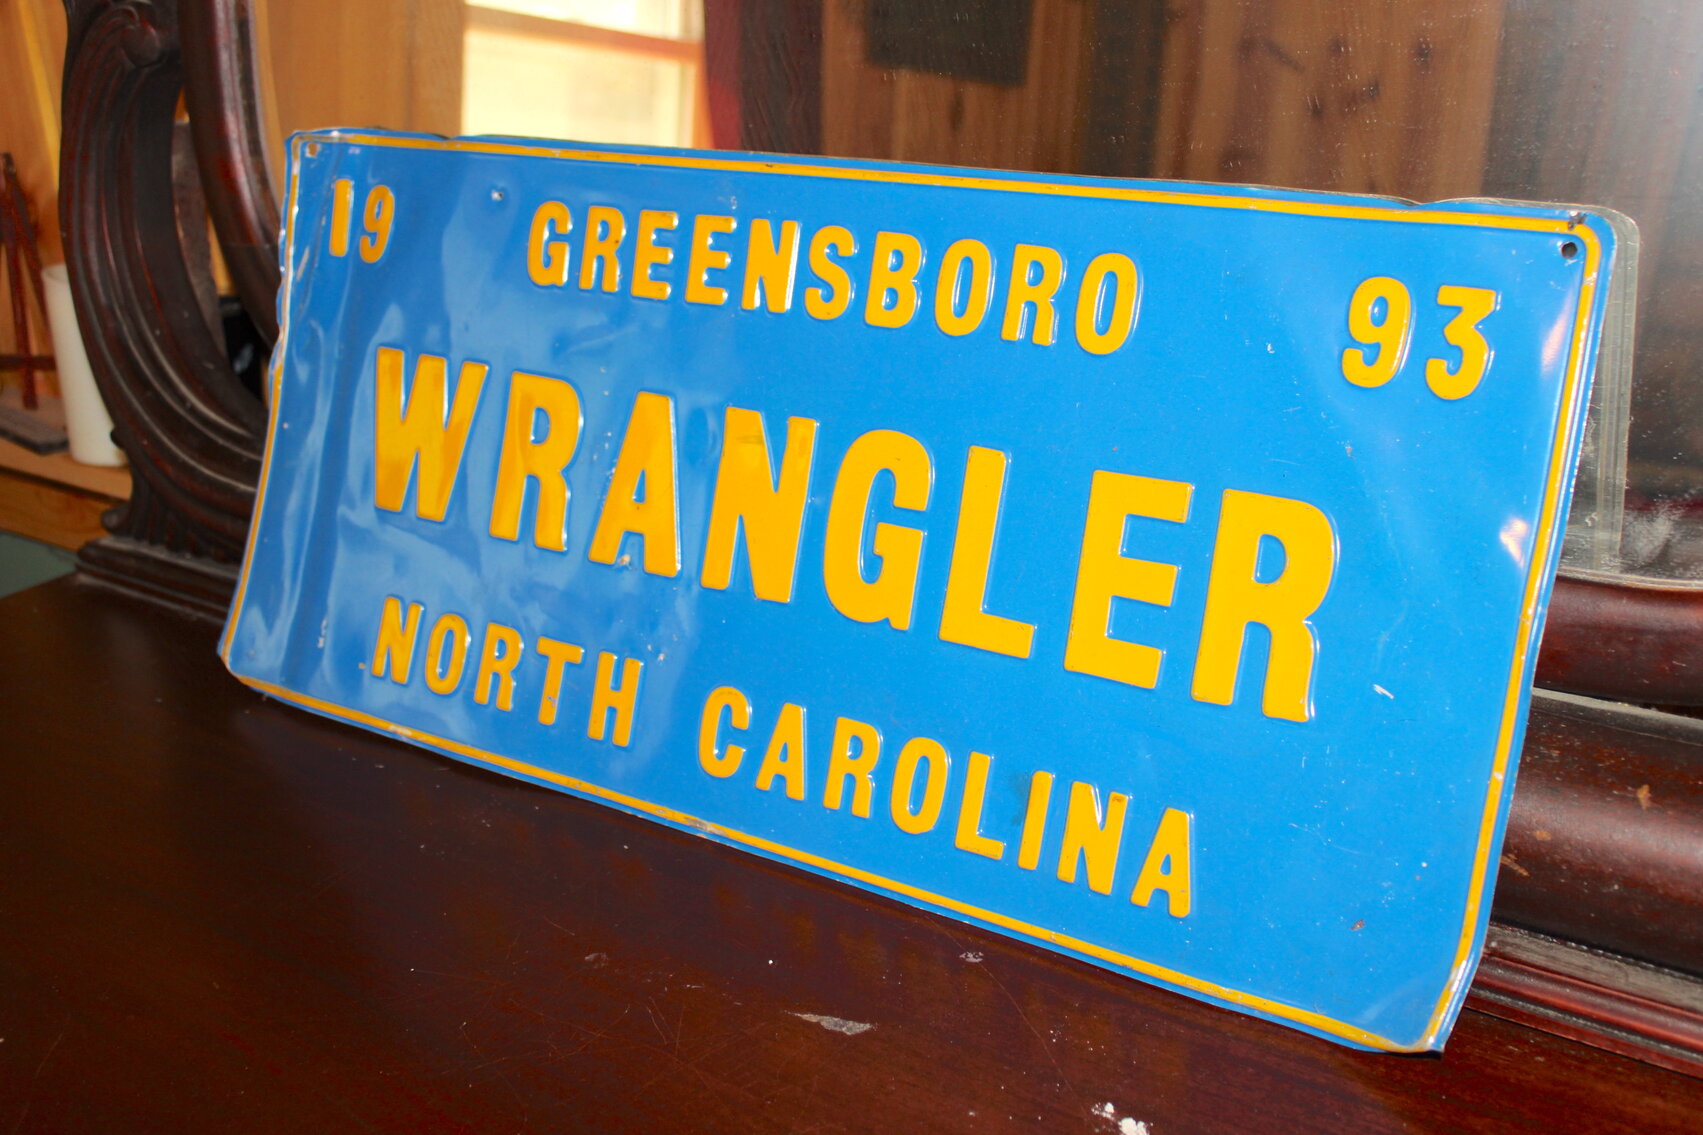 19 GREENSBORO 93
WRANGLER
NORTH CAROLINA